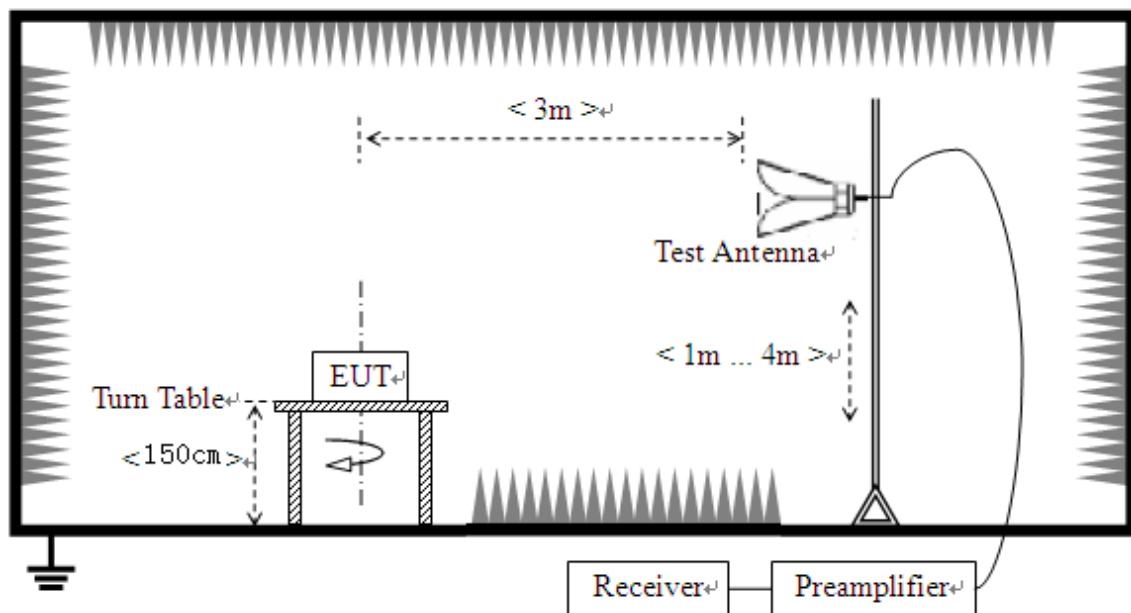 < 3m >↵
Test Antenna↵
< 1m ... 4m >↵
EUT↵
Turn Table↵
<150cm>↵
Receiver↵
Preamplifier↵